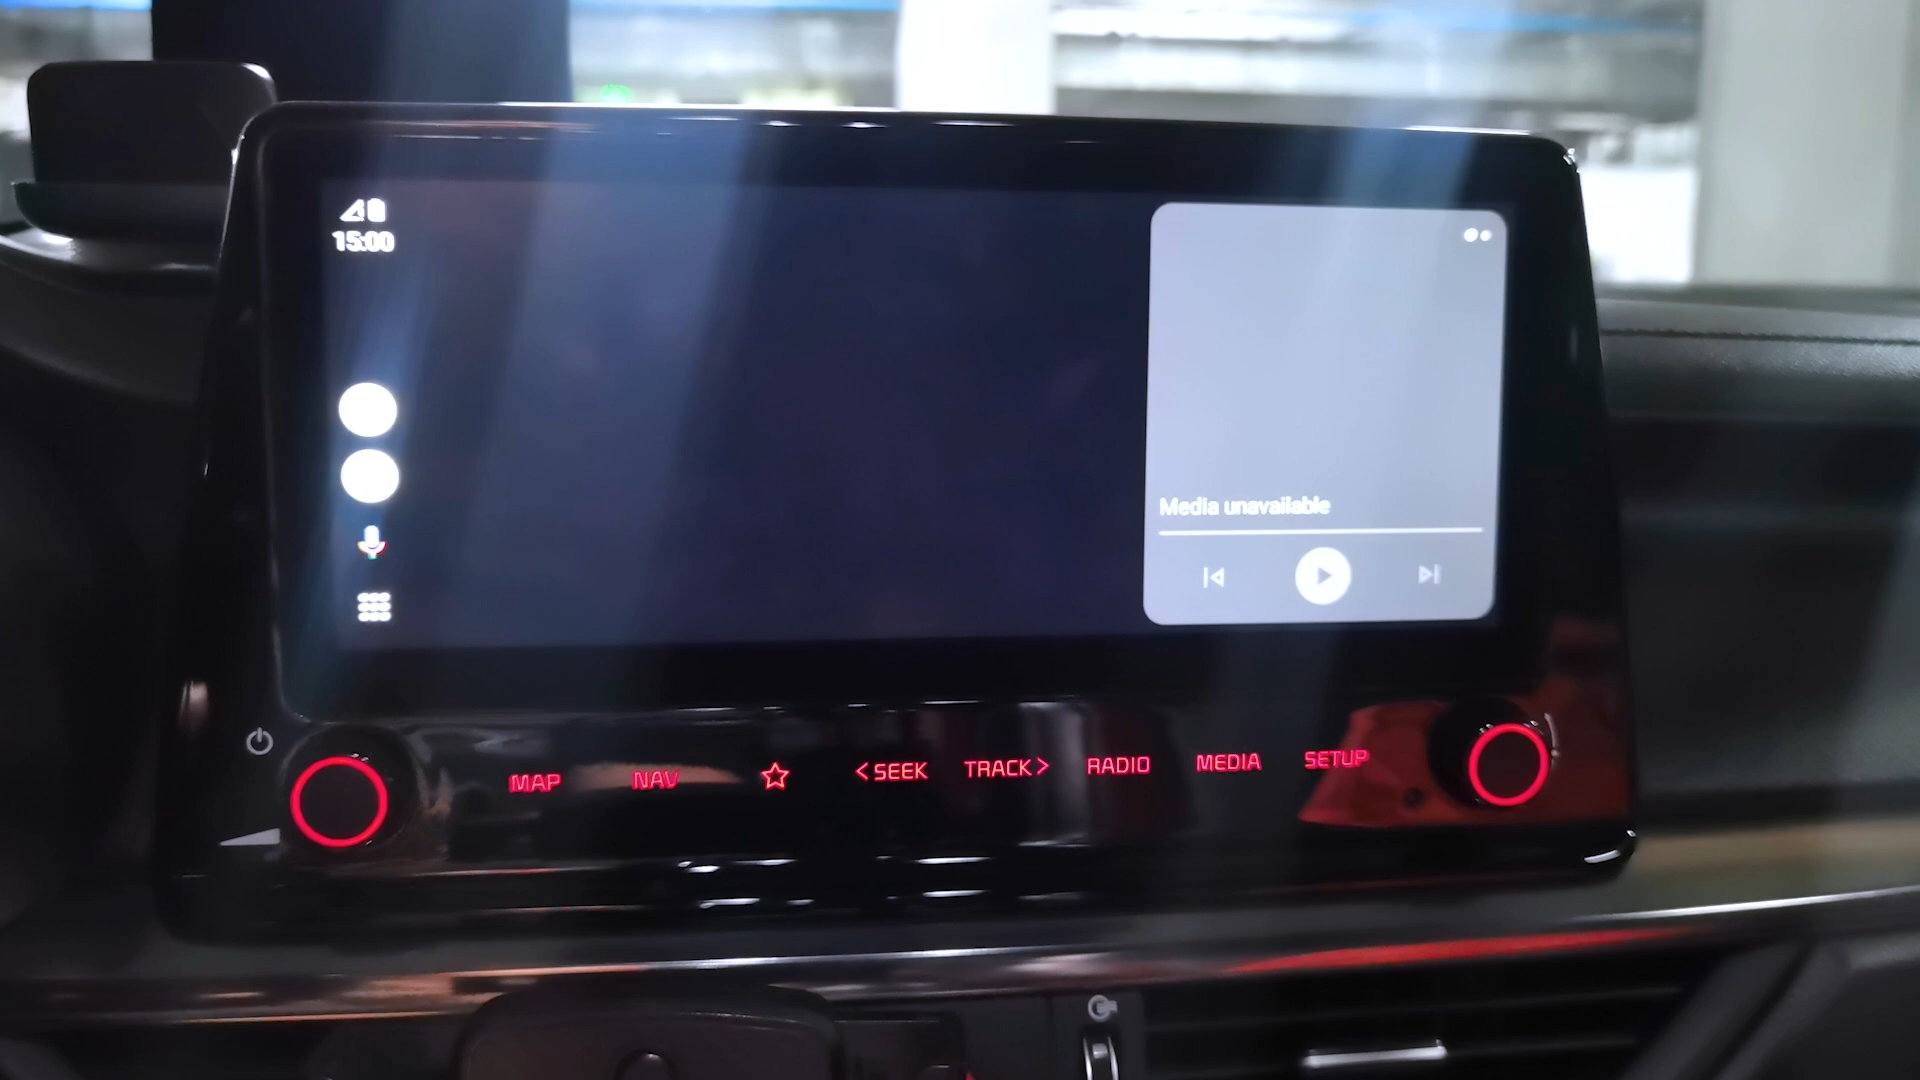 15:00
Media unavailable
MAP
NAV
< SEEK
TRACK >
RADIO
MEDIA
SETUP